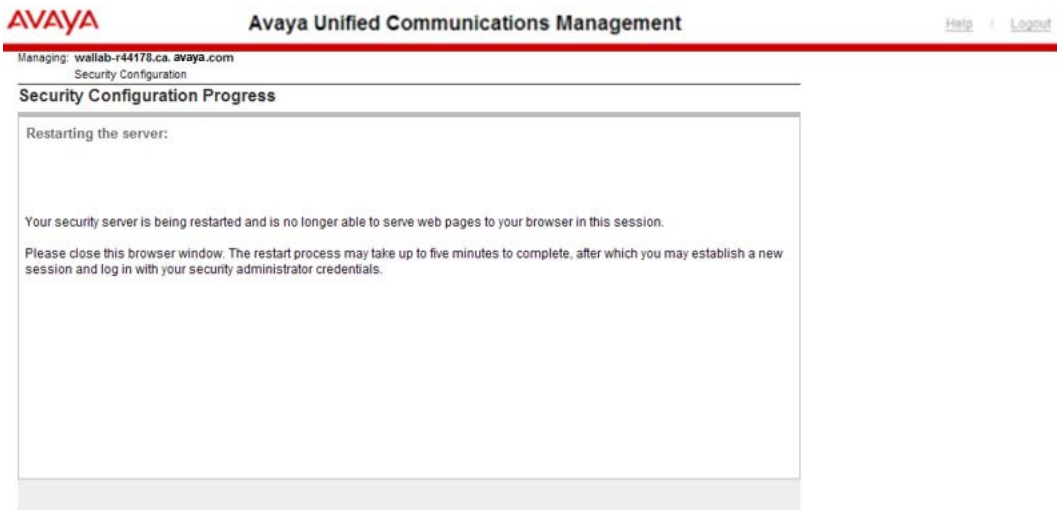 AVAYA Avaya Unified Communications Management Help | Logout
Managing: wallab-r44178.ca. avaya.com
Security Configuration
Security Configuration Progress
Restarting the server:
Your security server is being restarted and is no longer able to serve web pages to your browser in this session.
Please close this browser window. The restart process may take up to five minutes to complete, after which you may establish a new
session and log in with your security administrator credentials.